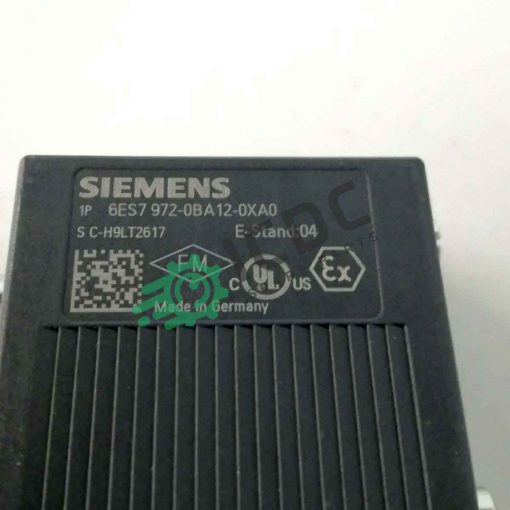 SIEMENS
1P 6ES7 972-0BA12-0XA0
S C-H9LT2617 E-Stand:04
FM C UL US Ex
Made in Germany